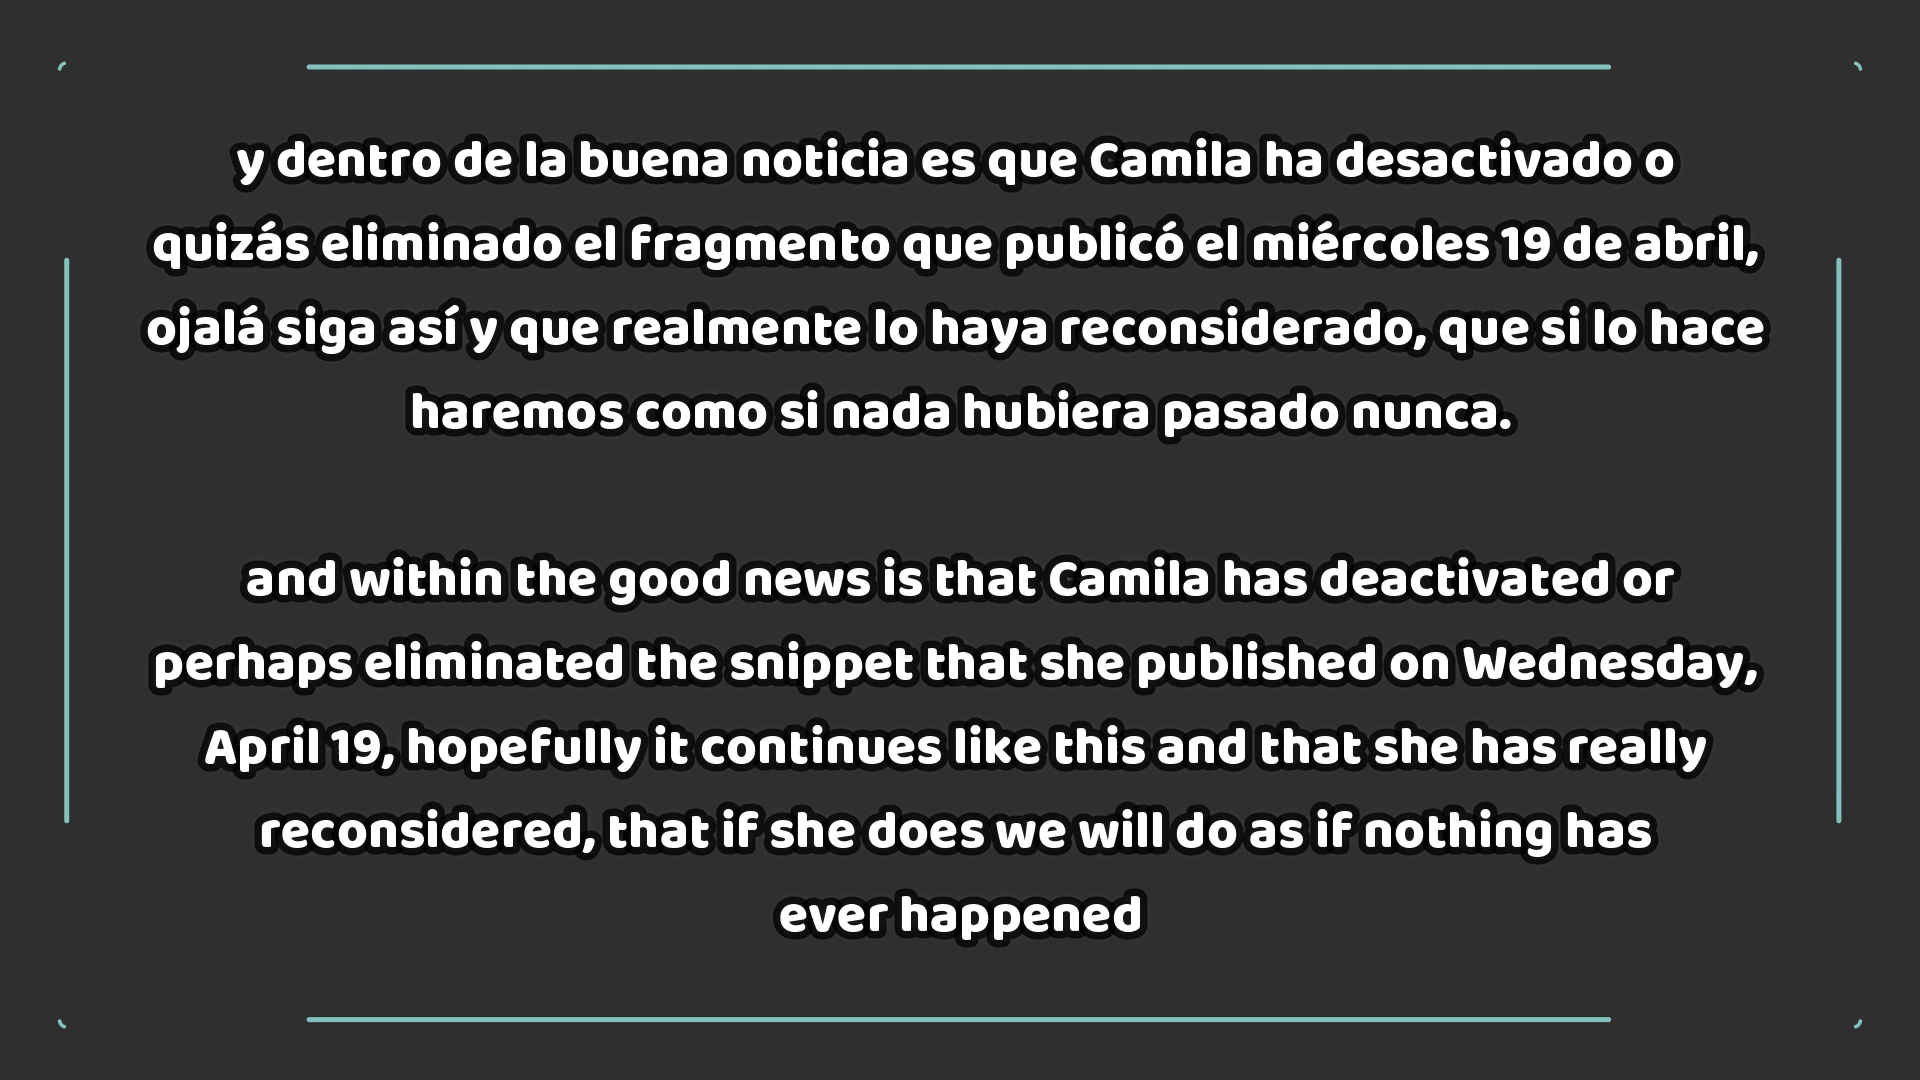 y dentro de la buena noticia es que Camila ha desactivado o
quizás eliminado el fragmento que publicó el miércoles 19 de abril,
ojalá siga así y que realmente lo haya reconsiderado, que si lo hace
haremos como si nada hubiera pasado nunca.
and within the good news is that Camila has deactivated or
perhaps eliminated the snippet that she published on Wednesday,
April 19, hopefully it continues like this and that she has really
reconsidered, that if she does we will do as if nothing has
ever happened